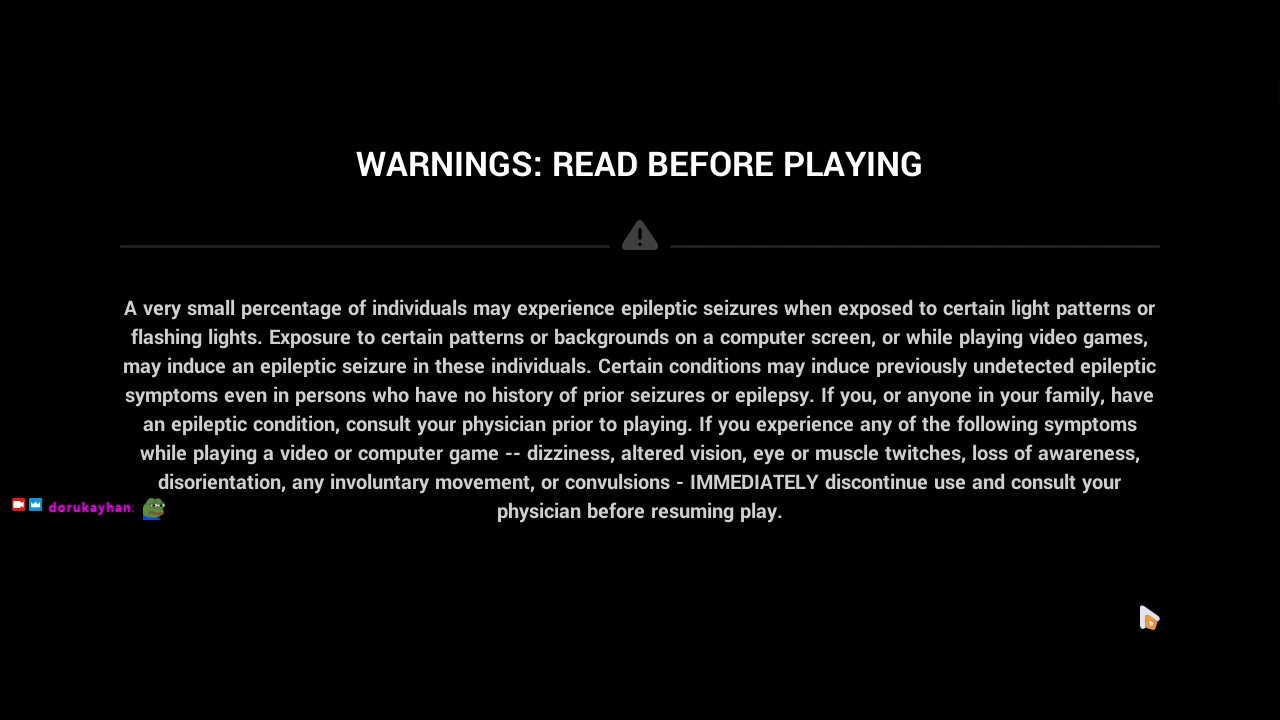 WARNINGS: READ BEFORE PLAYING
A very small percentage of individuals may experience epileptic seizures when exposed to certain light patterns or
flashing lights. Exposure to certain patterns or backgrounds on a computer screen, or while playing video games,
may induce an epileptic seizure in these individuals. Certain conditions may induce previously undetected epileptic
symptoms even in persons who have no history of prior seizures or epilepsy. If you, or anyone in your family, have
an epileptic condition, consult your physician prior to playing. If you experience any of the following symptoms
while playing a video or computer game -- dizziness, altered vision, eye or muscle twitches, loss of awareness,
disorientation, any involuntary movement, or convulsions - IMMEDIATELY discontinue use and consult your
physician before resuming play.
dorukayhan: